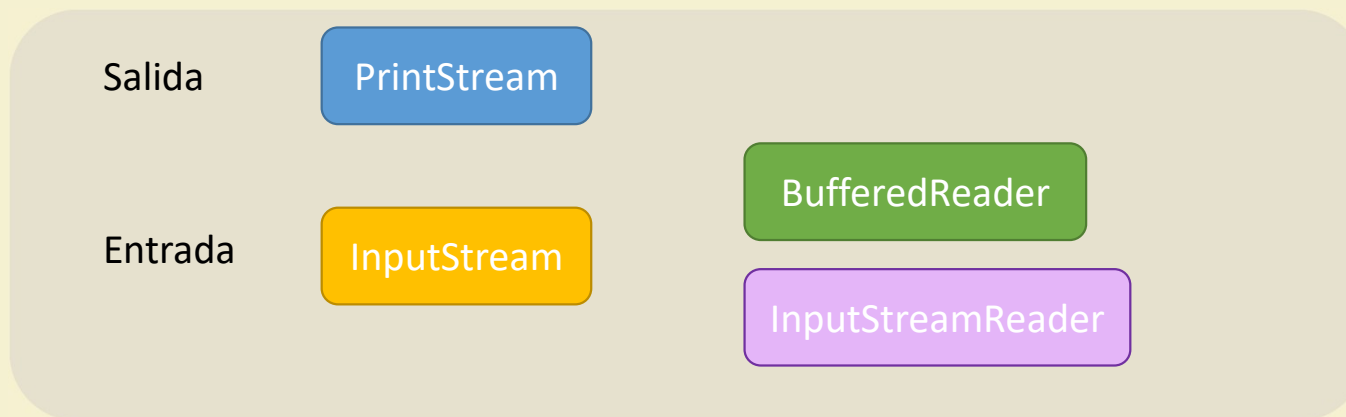 Salida
PrintStream
BufferedReader
Entrada
InputStream
InputStreamReader